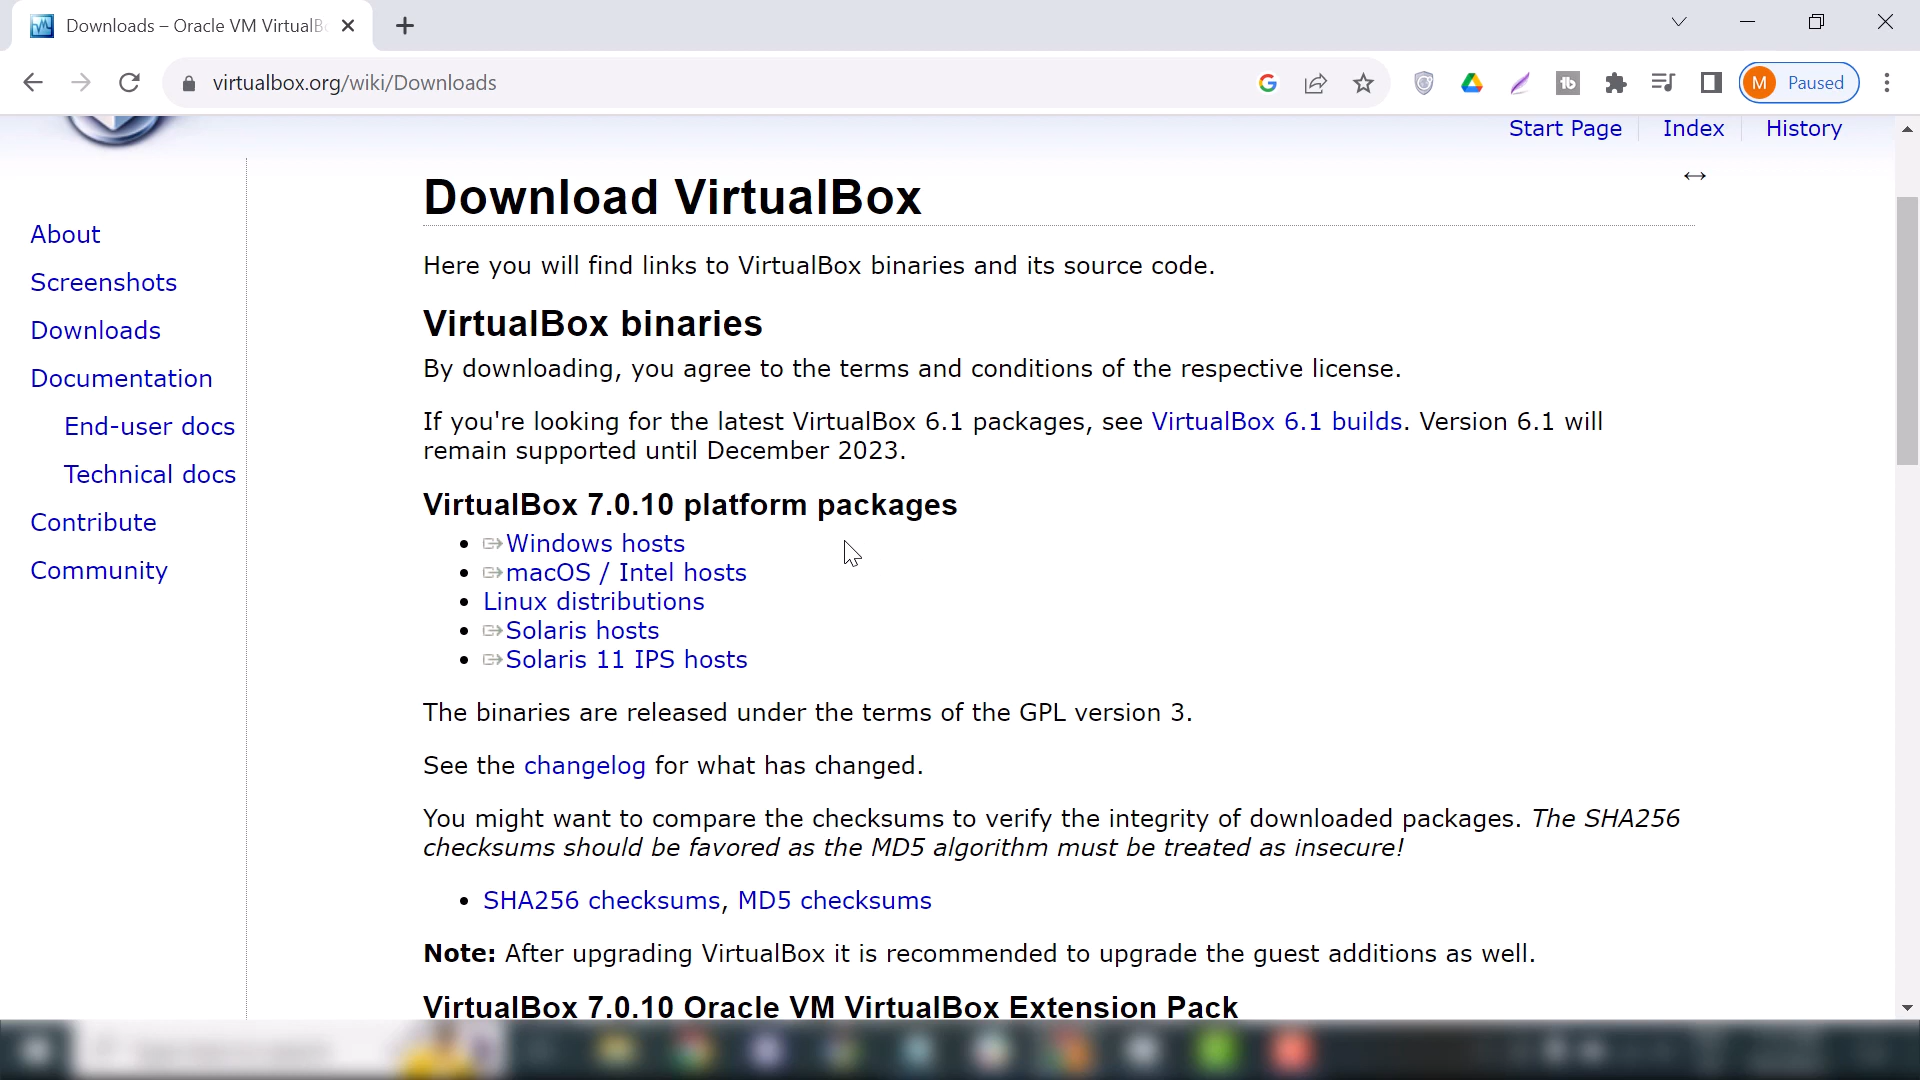 Downloads – Oracle VM VirtualB
virtualbox.org/wiki/Downloads
M Paused
Start Page Index History
About
Screenshots
Downloads
Documentation
End-user docs
Technical docs
Contribute
Community
Download VirtualBox
Here you will find links to VirtualBox binaries and its source code.
VirtualBox binaries
By downloading, you agree to the terms and conditions of the respective license.
If you're looking for the latest VirtualBox 6.1 packages, see VirtualBox 6.1 builds. Version 6.1 will
remain supported until December 2023.
VirtualBox 7.0.10 platform packages
Windows hosts
macOS / Intel hosts
Linux distributions
Solaris hosts
Solaris 11 IPS hosts
The binaries are released under the terms of the GPL version 3.
See the changelog for what has changed.
You might want to compare the checksums to verify the integrity of downloaded packages. The SHA256
checksums should be favored as the MD5 algorithm must be treated as insecure!
SHA256 checksums, MD5 checksums
Note: After upgrading VirtualBox it is recommended to upgrade the guest additions as well.
VirtualBox 7.0.10 Oracle VM VirtualBox Extension Pack